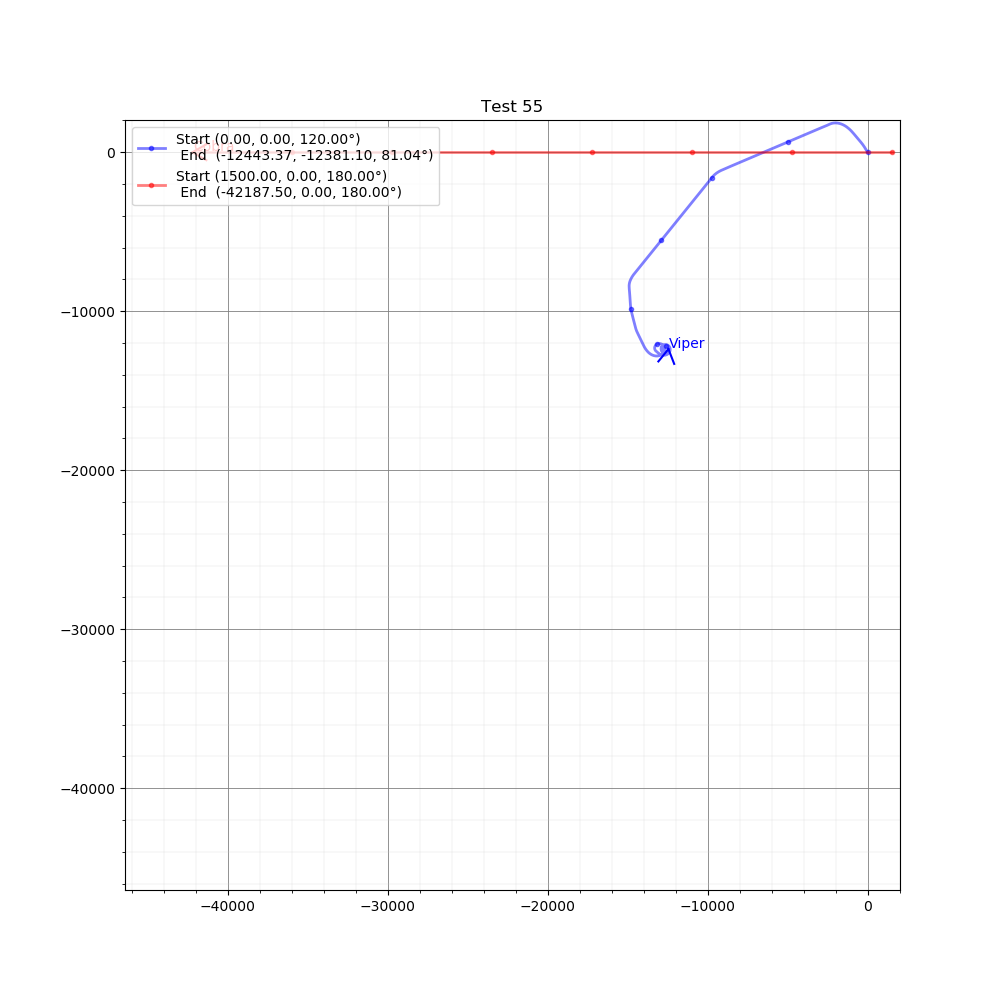 Test 55
Start (0.00, 0.00, 120.00°)
End (-12443.37, -12381.10, 81.04°)
Start (1500.00, 0.00, 180.00°)
End (-42187.50, 0.00, 180.00°)
0
−10000
−20000
−30000
−40000
Viper
−40000
−30000
−20000
−10000
0